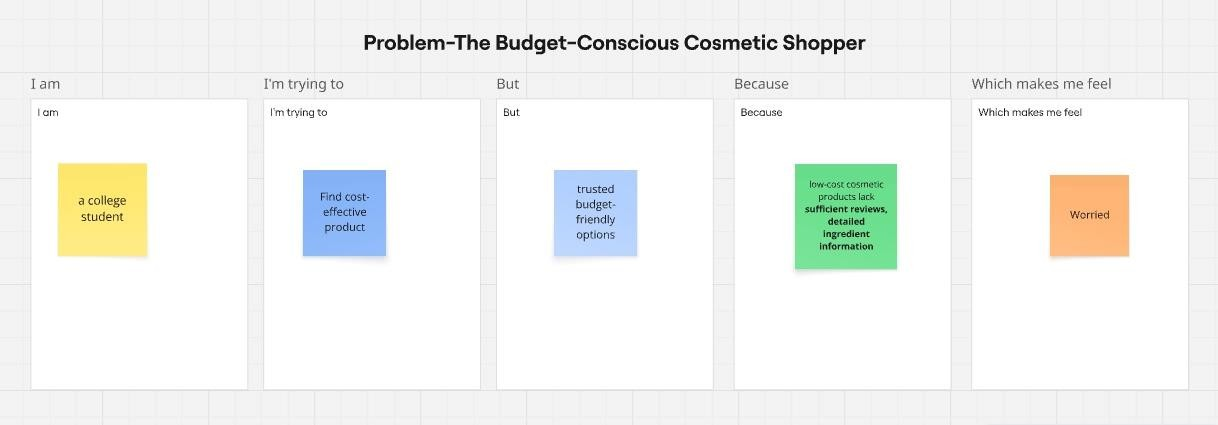 Problem-The Budget-Conscious Cosmetic Shopper
I am
I'm trying to
But
Because
Which makes me feel
I am
I'm trying to
But
Because
Which makes me feel
a college
student
Find cost-
effective
product
trusted
budget-
friendly
options
low-cost cosmetic
products lack
sufficient reviews,
detailed
ingredient
information
Worried